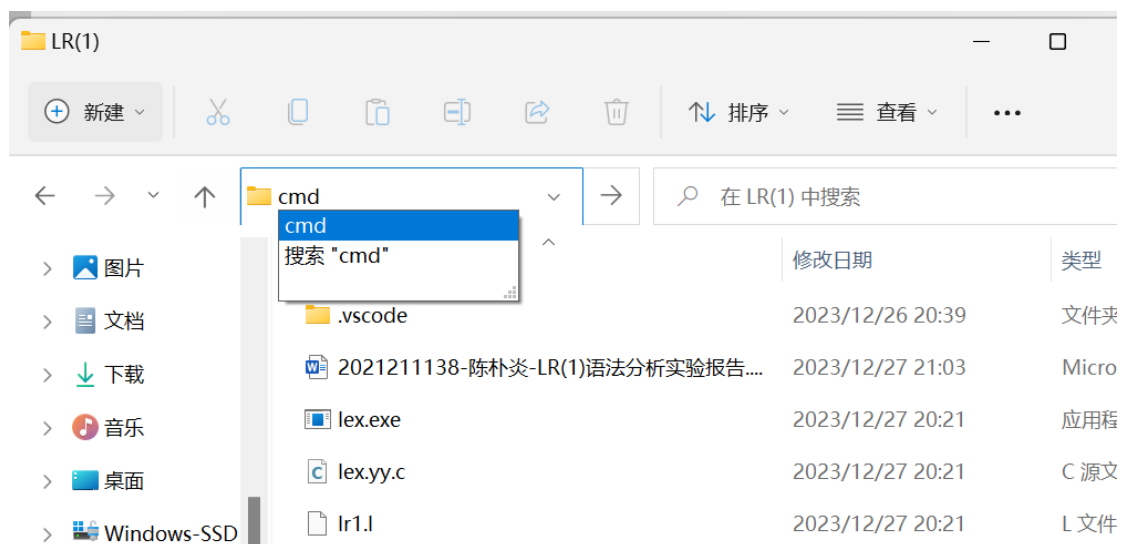 LR(1)
新建
排序
查看
cmd
在 LR(1) 中搜索
cmd
搜索 "cmd"
修改日期
类型
图片
文档
下载
音乐
桌面
Windows-SSD
.vscode
2023/12/26 20:39
文件夹
2021211138-陈朴炎-LR(1)语法分析实验报告....
2023/12/27 21:03
Micro
lex.exe
2023/12/27 20:21
应用程
lex.yy.c
2023/12/27 20:21
C 源文
lr1.l
2023/12/27 20:21
L 文件